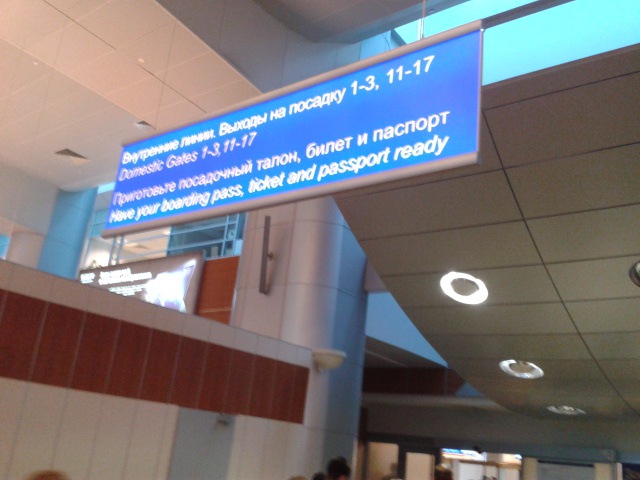 Внутренние линии. Выходы на посадку 1-3, 11-17
Domestic Gates 1-3,11-17
Приготовьте посадочный талон, билет и паспорт
Have your boarding pass, ticket and passport ready